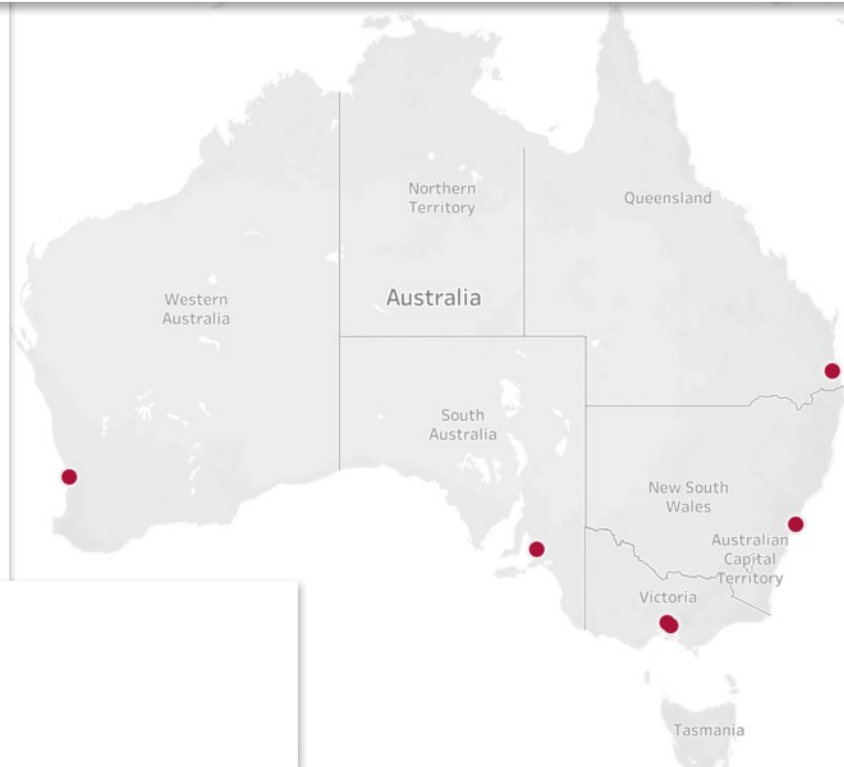 Northern
Territory
Queensland
Western
Australia
Australia
South
Australia
New South
Wales
Australian
Capital
Territory
Victoria
Tasmania